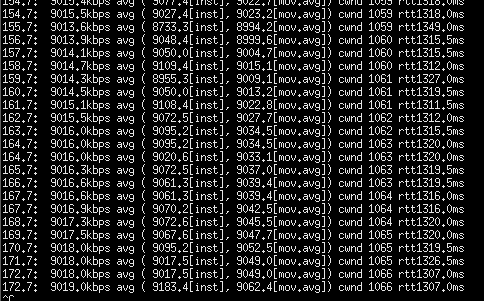 154.7: 9015.4kbps avg ( 9077.4[inst], 9022.7[mov.avg]) cwnd 1059 rtt1318.0ms
154.7: 9015.5kbps avg ( 9027.4[inst], 9023.2[mov.avg]) cwnd 1059 rtt1318.0ms
155.7: 9013.6kbps avg ( 8733.3[inst], 8994.2[mov.avg]) cwnd 1059 rtt1349.0ms
156.7: 9013.9kbps avg ( 9048.4[inst], 8999.6[mov.avg]) cwnd 1060 rtt1315.5ms
157.7: 9014.1kbps avg ( 9050.0[inst], 9004.7[mov.avg]) cwnd 1060 rtt1315.5ms
158.7: 9014.7kbps avg ( 9109.4[inst], 9015.1[mov.avg]) cwnd 1060 rtt1312.0ms
159.7: 9014.3kbps avg ( 8955.3[inst], 9009.1[mov.avg]) cwnd 1061 rtt1327.0ms
160.7: 9014.5kbps avg ( 9050.0[inst], 9013.2[mov.avg]) cwnd 1061 rtt1319.5ms
161.7: 9015.1kbps avg ( 9108.4[inst], 9022.8[mov.avg]) cwnd 1061 rtt1311.5ms
162.7: 9015.5kbps avg ( 9072.5[inst], 9027.7[mov.avg]) cwnd 1062 rtt1312.0ms
163.7: 9016.0kbps avg ( 9095.2[inst], 9034.5[mov.avg]) cwnd 1062 rtt1315.5ms
164.7: 9016.0kbps avg ( 9095.2[inst], 9034.5[mov.avg]) cwnd 1063 rtt1320.0ms
164.7: 9016.0kbps avg ( 9020.6[inst], 9033.1[mov.avg]) cwnd 1063 rtt1320.0ms
165.7: 9016.3kbps avg ( 9072.5[inst], 9037.0[mov.avg]) cwnd 1063 rtt1319.5ms
166.7: 9016.6kbps avg ( 9061.3[inst], 9039.4[mov.avg]) cwnd 1063 rtt1319.5ms
167.7: 9016.6kbps avg ( 9061.3[inst], 9039.4[mov.avg]) cwnd 1064 rtt1316.0ms
167.7: 9016.9kbps avg ( 9070.2[inst], 9042.5[mov.avg]) cwnd 1064 rtt1316.0ms
168.7: 9017.3kbps avg ( 9072.6[inst], 9045.5[mov.avg]) cwnd 1064 rtt1320.0ms
169.7: 9017.5kbps avg ( 9067.6[inst], 9047.7[mov.avg]) cwnd 1065 rtt1316.0ms
170.7: 9018.0kbps avg ( 9095.2[inst], 9052.5[mov.avg]) cwnd 1065 rtt1319.5ms
171.7: 9018.0kbps avg ( 9017.5[inst], 9049.0[mov.avg]) cwnd 1065 rtt1326.5ms
172.7: 9018.0kbps avg ( 9017.5[inst], 9049.0[mov.avg]) cwnd 1066 rtt1307.0ms
172.7: 9019.0kbps avg ( 9183.4[inst], 9062.4[mov.avg]) cwnd 1066 rtt1307.0ms
^C